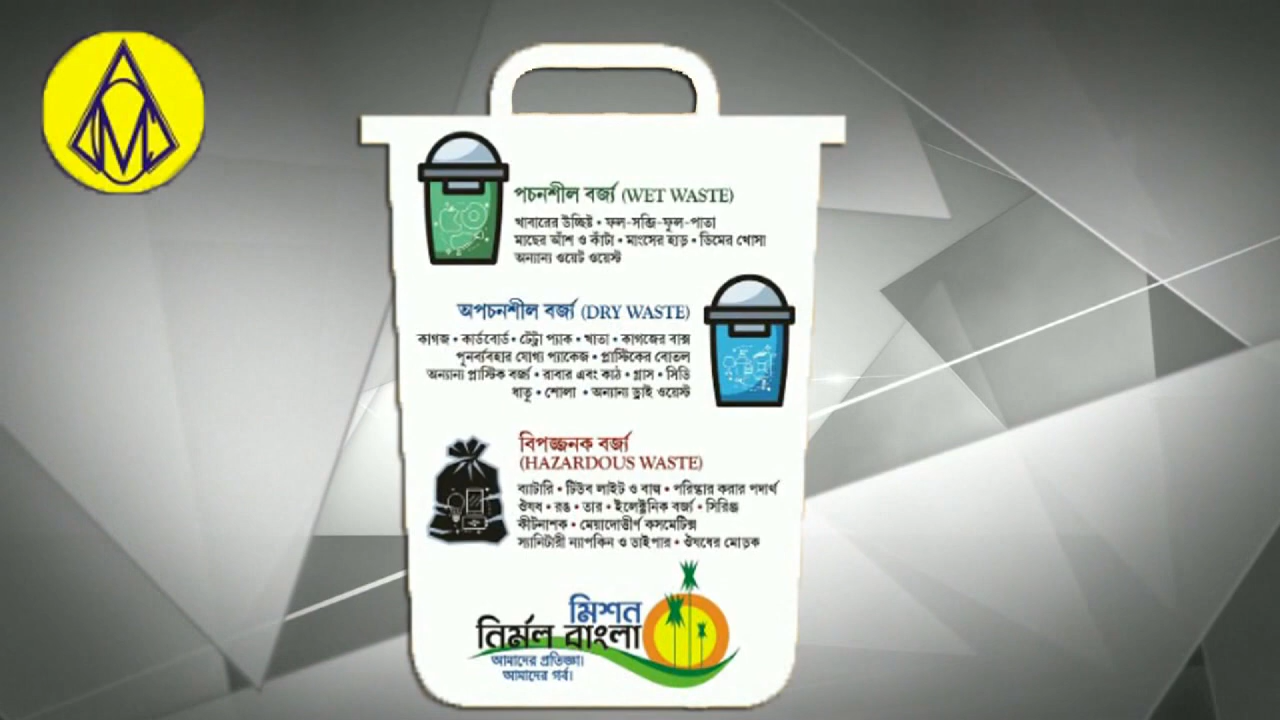 পচনশীল বর্জ্য (WET WASTE)
খাবারের উচ্ছিষ্ট • ফল-সব্জি-ফুল-পাতা
মাছের আঁশ ও কাঁটা • মাংসের হাড় • ডিমের খোসা
অন্যান্য ওয়েট ওয়েস্ট
অপচনশীল বর্জ্য (DRY WASTE)
কাগজ • কার্ডবোর্ড • টেট্রা প্যাক • খাতা • কাগজের বাক্স
পুনর্ব্যবহার যোগ্য প্যাকেজ • প্লাস্টিকের বোতল
অন্যান্য প্লাস্টিক বর্জ্য • রাবার এবং কাঠ • গ্লাস • সিডি
ধাতু • শোলা • অন্যান্য ড্রাই ওয়েস্ট
বিপজ্জনক বর্জ্য
(HAZARDOUS WASTE)
ব্যাটারি • টিউব লাইট ও বাল্ব • পরিষ্কার করার পদার্থ
ঔষধ • রঙ • তার • ইলেক্ট্রনিক বর্জ্য • সিরিঞ্জ
কীটনাশক • মেয়াদোত্তীর্ণ কসমেটিক্স
স্যানিটারী ন্যাপকিন ও ডাইপার • ঔষধের মোড়ক
মিশন
নির্মল বাংলা
আমাদের প্রতিজ্ঞা।
আমাদের গর্ব।